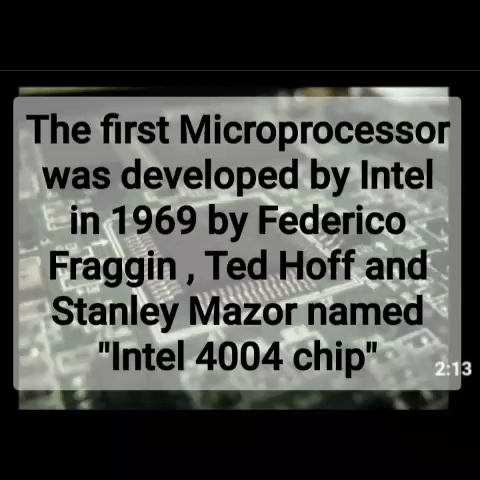 The first Microprocessor
was developed by Intel
in 1969 by Federico
Fraggin , Ted Hoff and
Stanley Mazor named
"Intel 4004 chip"
2:13